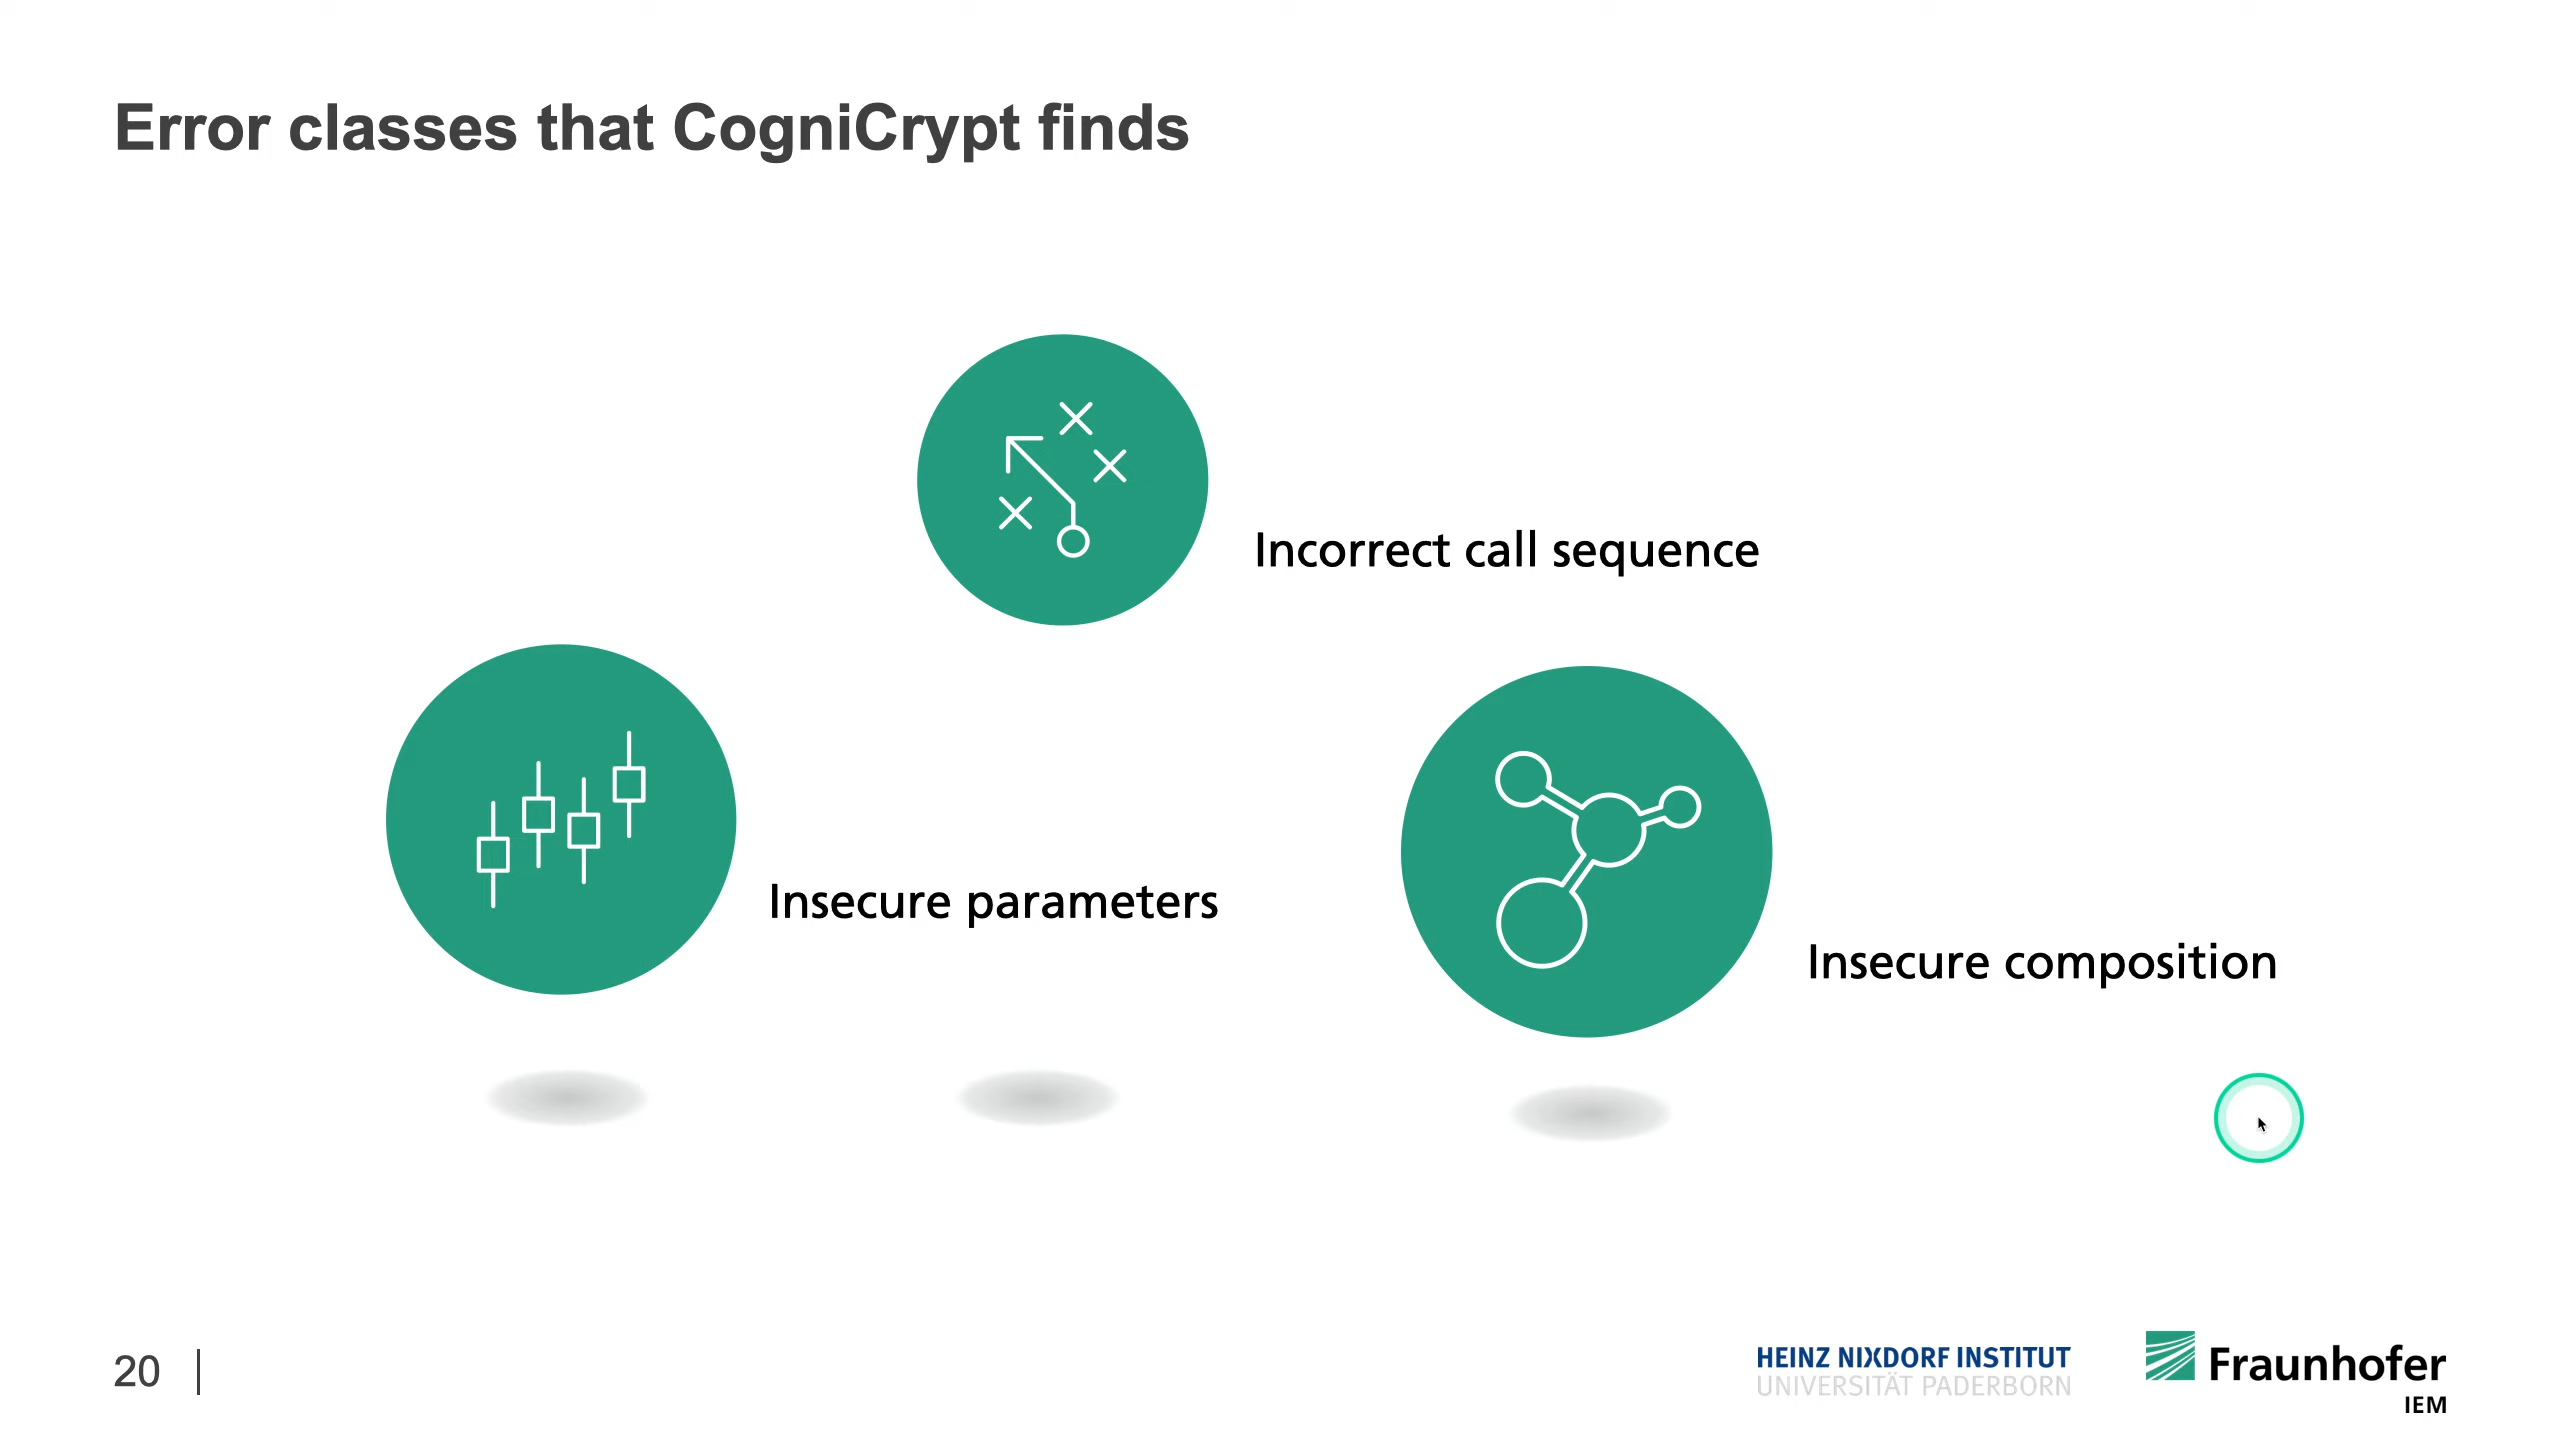 Error classes that CogniCrypt finds
Incorrect call sequence
Insecure parameters
Insecure composition
20
HEINZ NIXDORF INSTITUT
UNIVERSITÄT PADERBORN
Fraunhofer
IEM